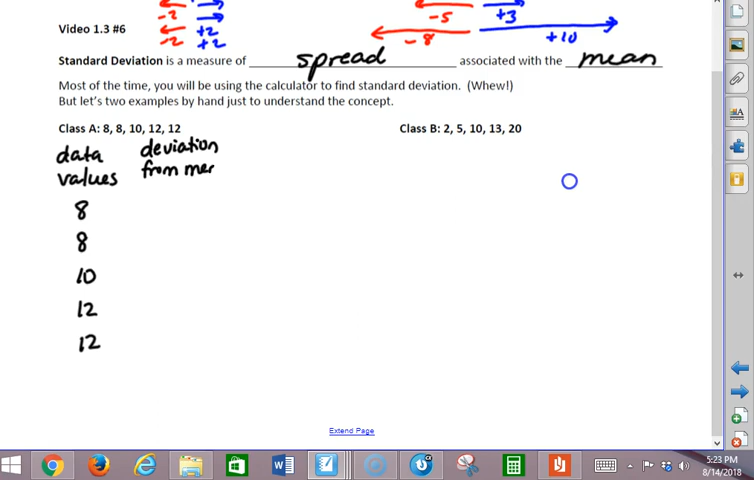 -2
-5
+3
Video 1.3 #6
+2
-2
+2
-8
+10
Standard Deviation is a measure of spread associated with the mean
Most of the time, you will be using the calculator to find standard deviation. (Whew!)
But let's two examples by hand just to understand the concept.
Class A: 8, 8, 10, 12, 12
Class B: 2, 5, 10, 13, 20
data values
deviation from mer
8
8
10
12
12
Extend Page
5:23 PM
8/14/2018